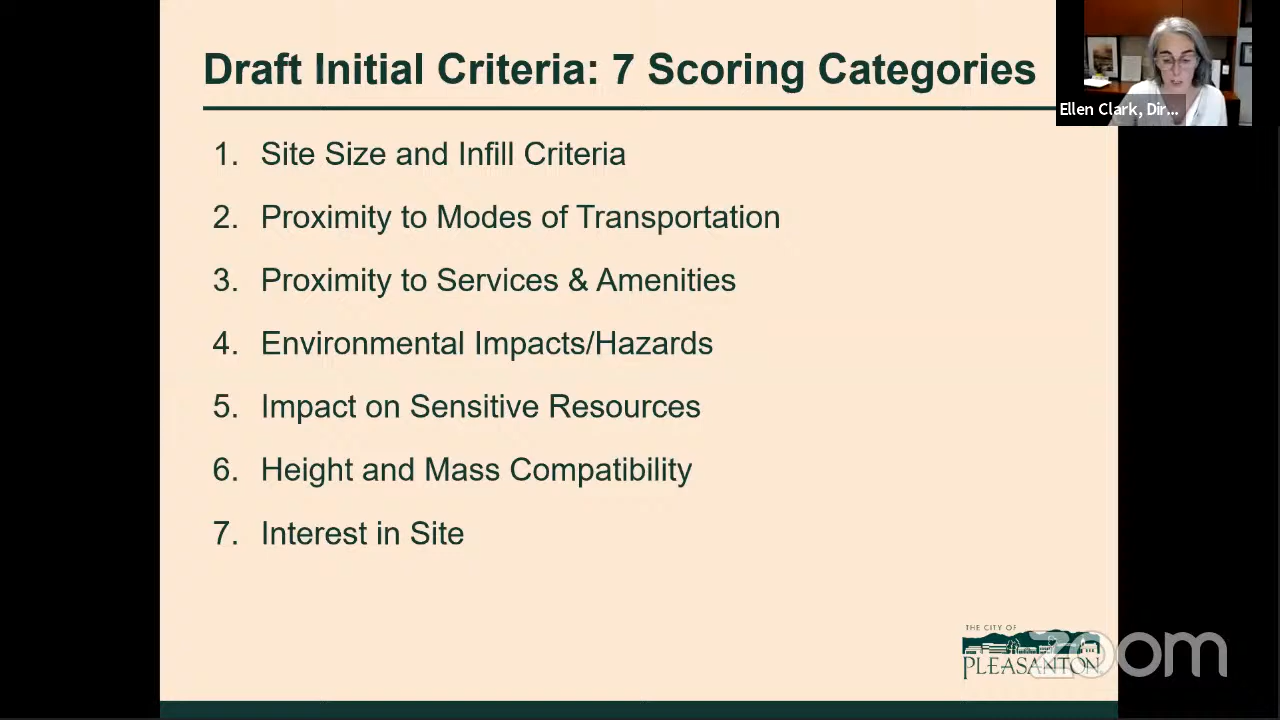 Draft Initial Criteria: 7 Scoring Categories
Ellen Clark, Dir...
1. Site Size and Infill Criteria
2. Proximity to Modes of Transportation
3. Proximity to Services & Amenities
4. Environmental Impacts/Hazards
5. Impact on Sensitive Resources
6. Height and Mass Compatibility
7. Interest in Site
THE CITY OF
PLEASANTON
zoom